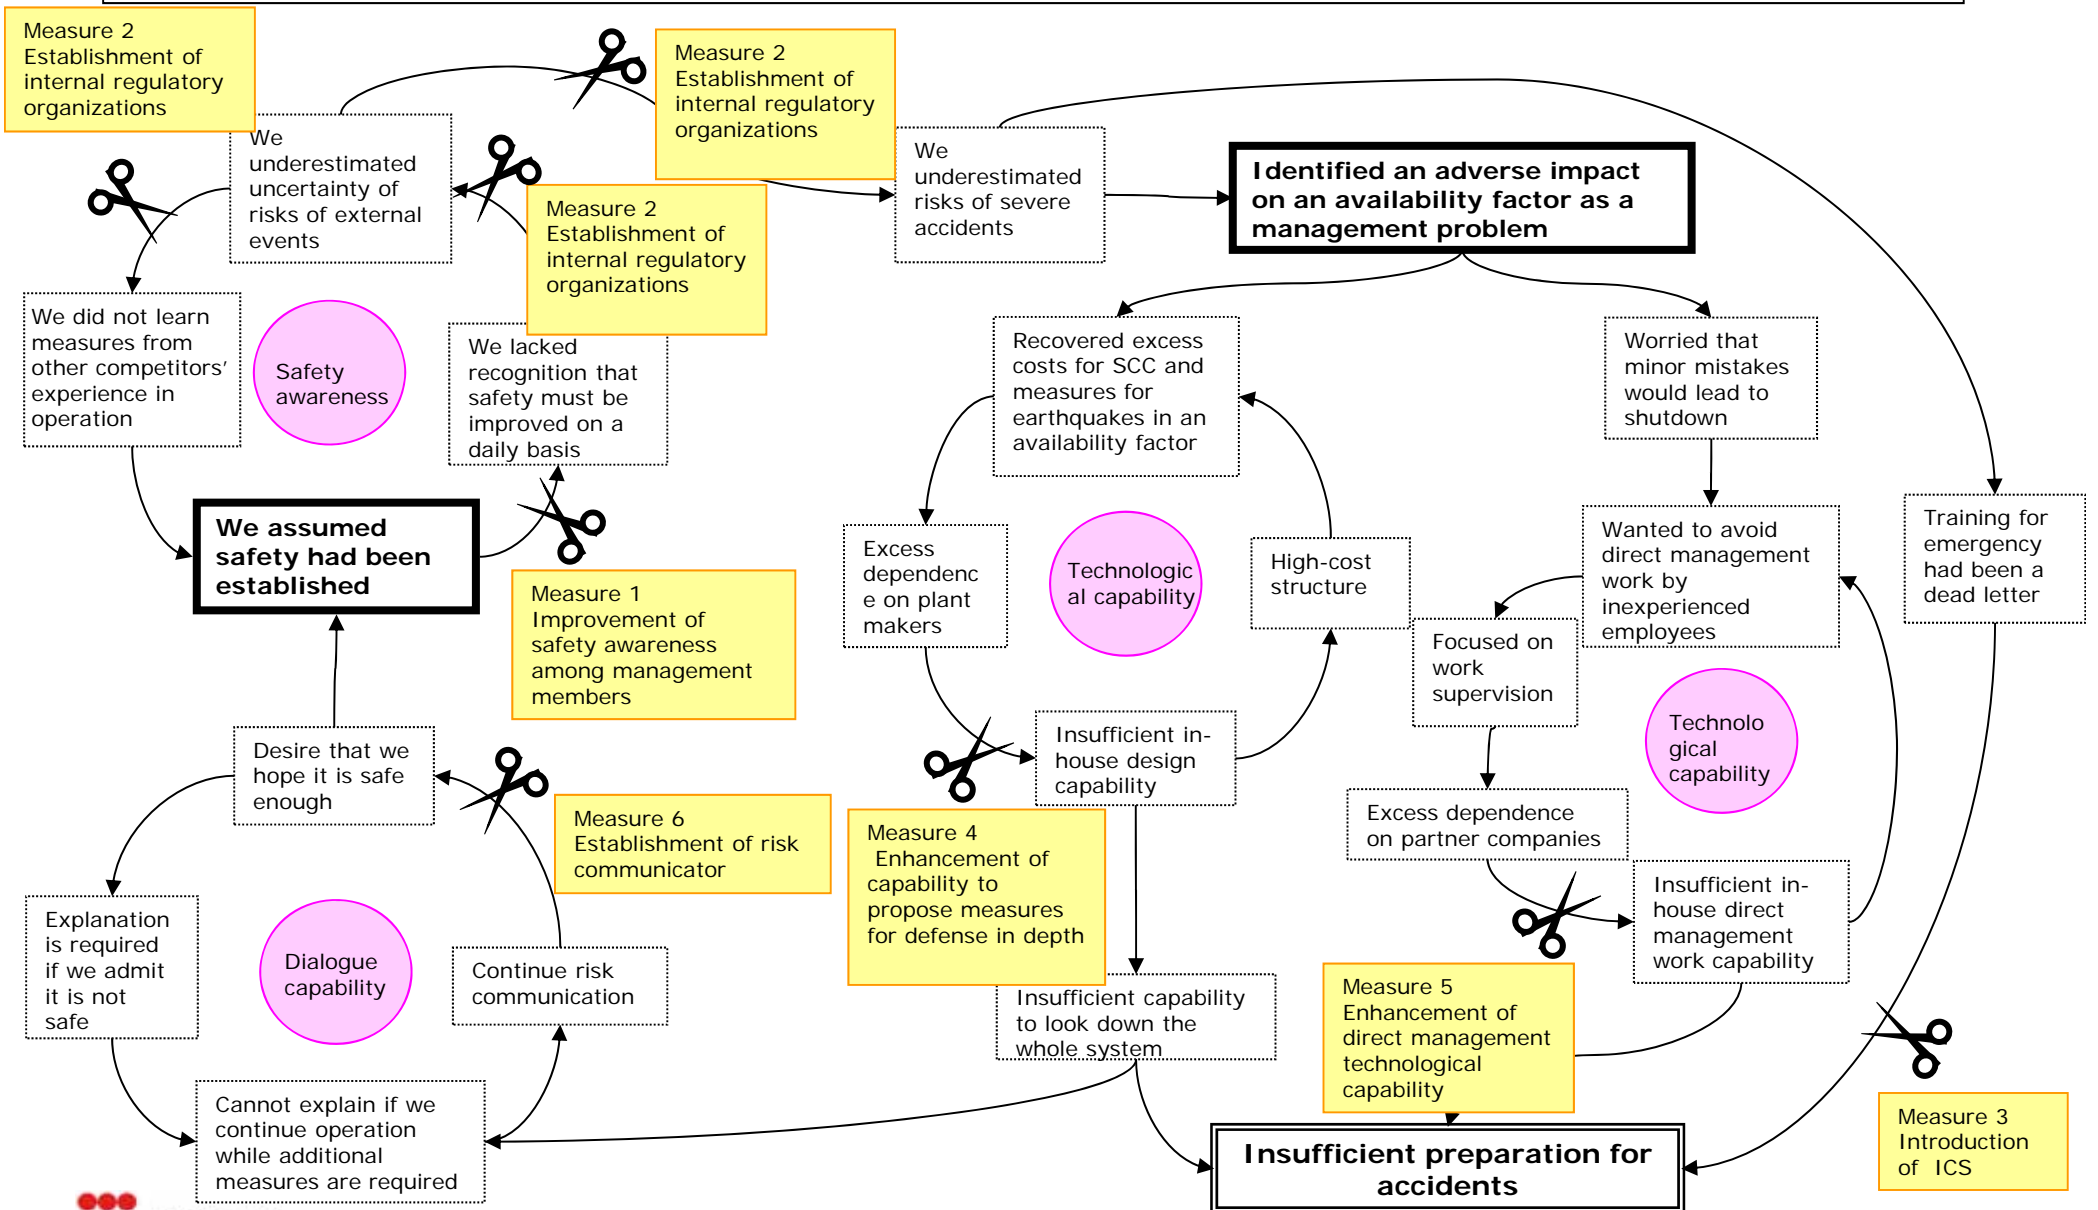 Measure 2
Establishment of
internal regulatory
organizations
Measure 2
Establishment of
internal regulatory
organizations
We
underestimated
uncertainty of
risks of external
events
We
underestimated
risks of severe
accidents
Identified an adverse impact
on an availability factor as a
management problem
Measure 2
Establishment of
internal regulatory
organizations
We did not learn
measures from
other competitors'
experience in
operation
Safety
awareness
We lacked
recognition that
safety must be
improved on a
daily basis
Recovered excess
costs for SCC and
measures for
earthquakes in an
availability factor
Worried that
minor mistakes
would lead to
shutdown
We assumed
safety had been
established
Measure 1
Improvement of
safety awareness
among management
members
Excess
dependenc
e on plant
makers
Technologic
al capability
High-cost
structure
Wanted to avoid
direct management
work by
inexperienced
employees
Training for
emergency
had been a
dead letter
Focused on
work
supervision
Technolo
gical
capability
Desire that we
hope it is safe
enough
Insufficient in-
house design
capability
Measure 6
Establishment of risk
communicator
Measure 4
Enhancement of
capability to
propose measures
for defense in depth
Excess dependence
on partner companies
Insufficient in-
house direct
management
work capability
Explanation
is required
if we admit
it is not
safe
Dialogue
capability
Continue risk
communication
Insufficient capability
to look down the
whole system
Measure 5
Enhancement of
direct management
technological
capability
Cannot explain if we
continue operation
while additional
measures are required
Insufficient preparation for
accidents
Measure 3
Introduction
of ICS